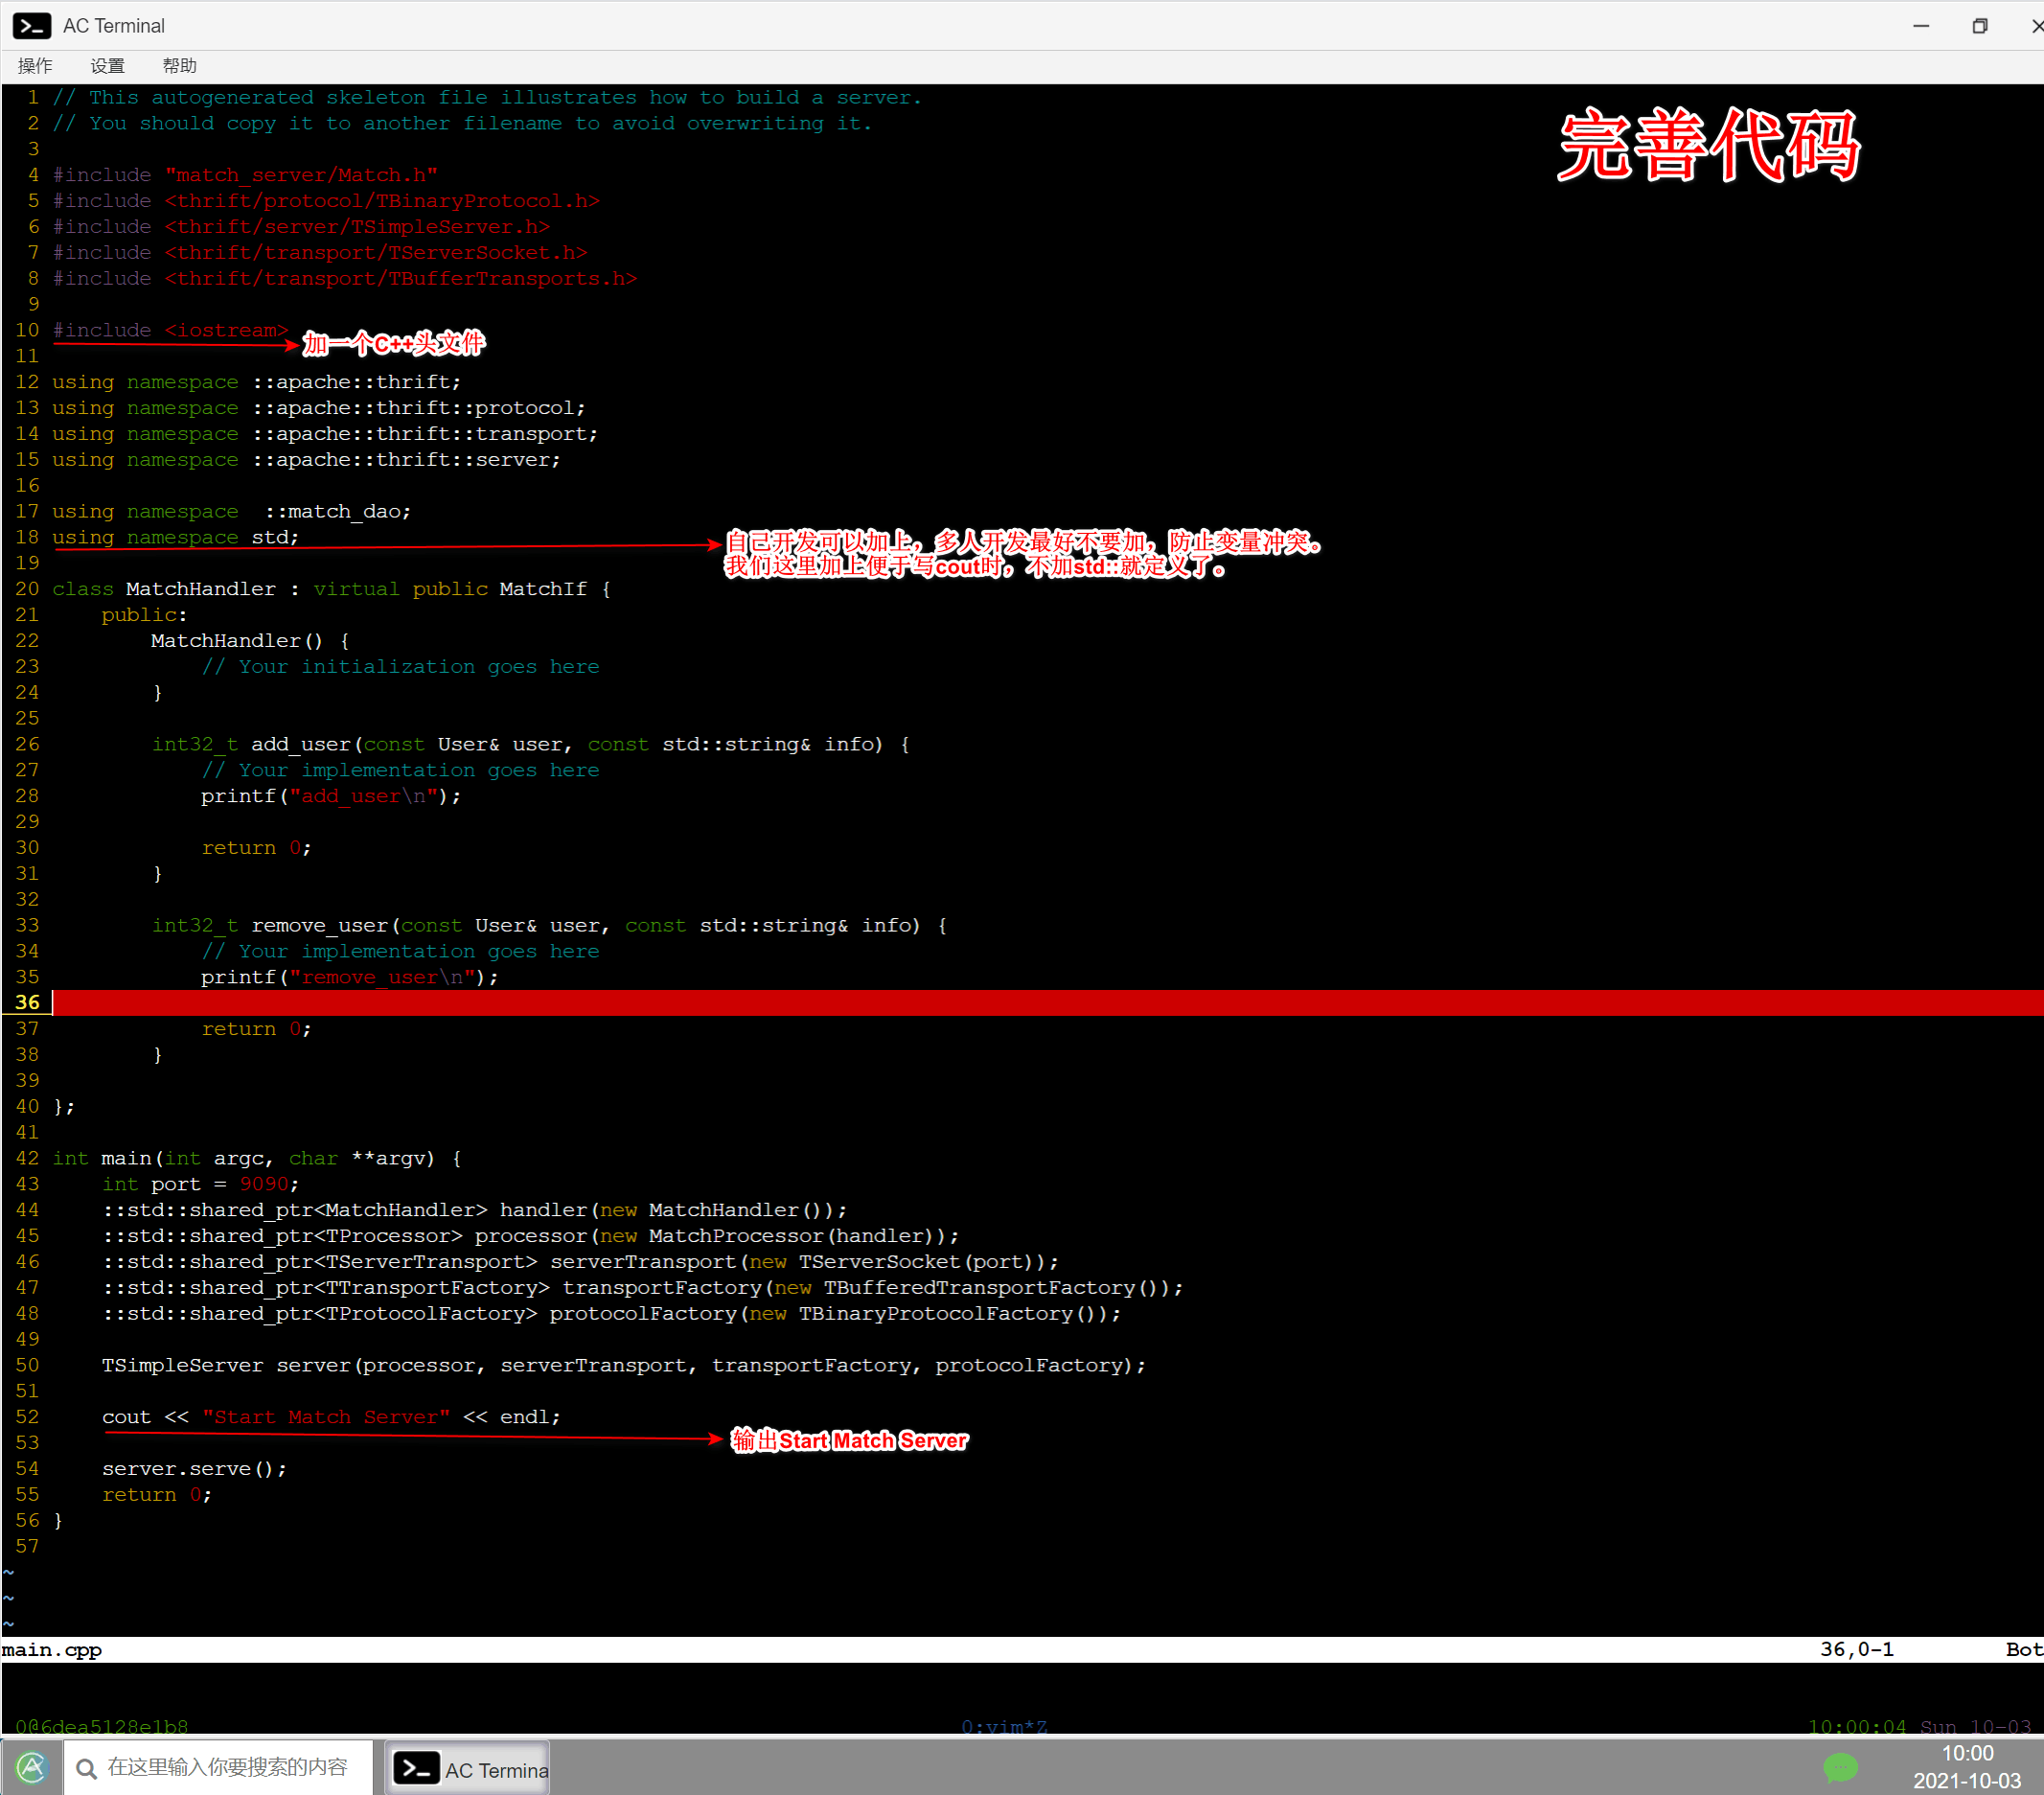 AC Terminal
操作 设置 帮助
1 // This autogenerated skeleton file illustrates how to build a server.
2 // You should copy it to another filename to avoid overwriting it.
3
4 #include "match_server/Match.h"
5 #include <thrift/protocol/TBinaryProtocol.h>
6 #include <thrift/server/TSimpleServer.h>
7 #include <thrift/transport/TServerSocket.h>
8 #include <thrift/transport/TBufferTransports.h>
9
10 #include <iostream>
11
12 using namespace ::apache::thrift;
13 using namespace ::apache::thrift::protocol;
14 using namespace ::apache::thrift::transport;
15 using namespace ::apache::thrift::server;
16
17 using namespace  ::match_dao;
18 using namespace std;
19
20 class MatchHandler : virtual public MatchIf {
21     public:
22         MatchHandler() {
23             // Your initialization goes here
24         }
25
26         int32_t add_user(const User& user, const std::string& info) {
27             // Your implementation goes here
28             printf("add_user\n");
29
30             return 0;
31         }
32
33         int32_t remove_user(const User& user, const std::string& info) {
34             // Your implementation goes here
35             printf("remove_user\n");
36
37             return 0;
38         }
39
40 };
41
42 int main(int argc, char **argv) {
43     int port = 9090;
44     ::std::shared_ptr<MatchHandler> handler(new MatchHandler());
45     ::std::shared_ptr<TProcessor> processor(new MatchProcessor(handler));
46     ::std::shared_ptr<TServerTransport> serverTransport(new TServerSocket(port));
47     ::std::shared_ptr<TTransportFactory> transportFactory(new TBufferedTransportFactory());
48     ::std::shared_ptr<TProtocolFactory> protocolFactory(new TBinaryProtocolFactory());
49
50     TSimpleServer server(processor, serverTransport, transportFactory, protocolFactory);
51
52     cout << "Start Match Server" << endl;
53
54     server.serve();
55     return 0;
56 }
57
~
~
~
完善代码
加一个C++头文件
自己开发可以加上，多人开发最好不要加，防止变量冲突。
我们这里加上便于写cout时，不加std::就定义了。
输出Start Match Server
main.cpp 36,0-1 Bot
0@6dea5128e1b8 0:vim*Z 10:00:04 Sun 10-03
在这里输入你要搜索的内容 AC Termina 10:00
2021-10-03